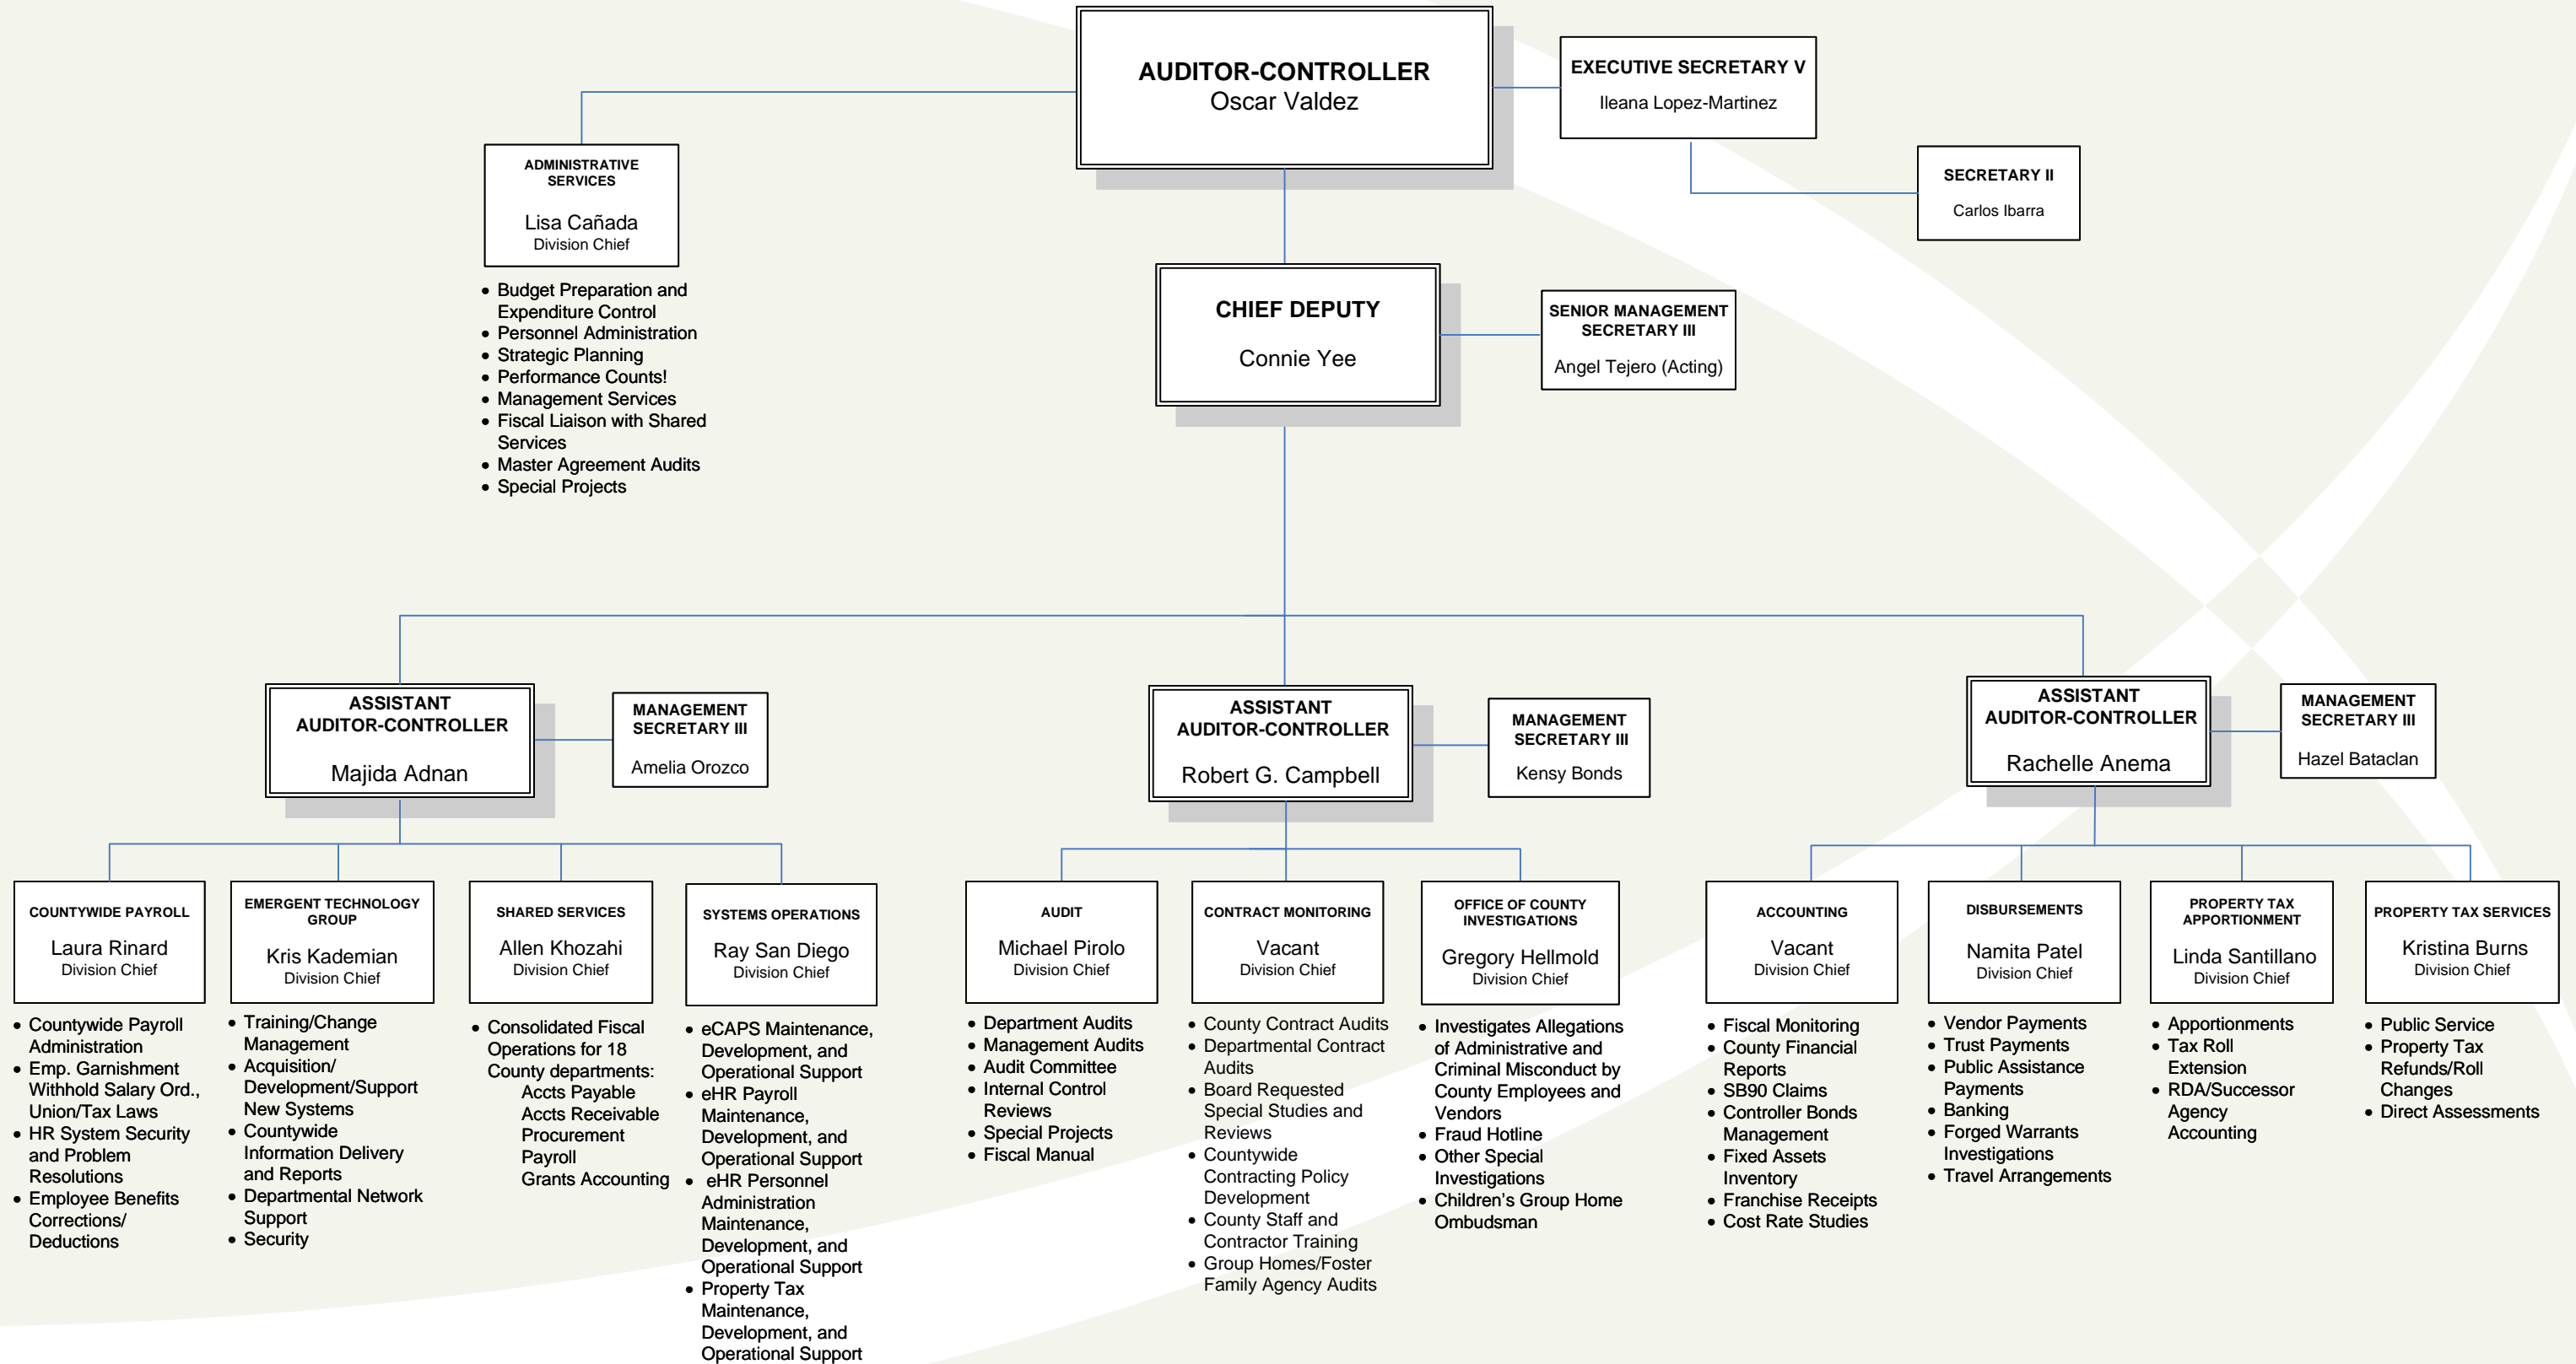 AUDITOR-CONTROLLER
Oscar Valdez
EXECUTIVE SECRETARY V
Ileana Lopez-Martinez
SECRETARY II
Carlos Ibarra
ADMINISTRATIVE
SERVICES
Lisa Cañada
Division Chief
• Budget Preparation and
Expenditure Control
• Personnel Administration
• Strategic Planning
• Performance Counts!
• Management Services
• Fiscal Liaison with Shared
Services
• Master Agreement Audits
• Special Projects
CHIEF DEPUTY
Connie Yee
SENIOR MANAGEMENT
SECRETARY III
Angel Tejero (Acting)
ASSISTANT
AUDITOR-CONTROLLER
Majida Adnan
MANAGEMENT
SECRETARY III
Amelia Orozco
ASSISTANT
AUDITOR-CONTROLLER
Robert G. Campbell
MANAGEMENT
SECRETARY III
Kensy Bonds
ASSISTANT
AUDITOR-CONTROLLER
Rachelle Anema
MANAGEMENT
SECRETARY III
Hazel Bataclan
COUNTYWIDE PAYROLL
Laura Rinard
Division Chief
• Countywide Payroll
Administration
• Emp. Garnishment
Withhold Salary Ord.,
Union/Tax Laws
• HR System Security
and Problem
Resolutions
• Employee Benefits
Corrections/
Deductions
EMERGENT TECHNOLOGY
GROUP
Kris Kademian
Division Chief
• Training/Change
Management
• Acquisition/
Development/Support
New Systems
• Countywide
Information Delivery
and Reports
• Departmental Network
Support
• Security
SHARED SERVICES
Allen Khozahi
Division Chief
• Consolidated Fiscal
Operations for 18
County departments:
Accts Payable
Accts Receivable
Procurement
Payroll
Grants Accounting
SYSTEMS OPERATIONS
Ray San Diego
Division Chief
• eCAPS Maintenance,
Development, and
Operational Support
• eHR Payroll
Maintenance,
Development, and
Operational Support
• eHR Personnel
Administration
Maintenance,
Development, and
Operational Support
• Property Tax
Maintenance,
Development, and
Operational Support
AUDIT
Michael Pirolo
Division Chief
• Department Audits
• Management Audits
• Audit Committee
• Internal Control
Reviews
• Special Projects
• Fiscal Manual
CONTRACT MONITORING
Vacant
Division Chief
• County Contract Audits
• Departmental Contract
Audits
• Board Requested
Special Studies and
Reviews
• Countywide
Contracting Policy
Development
• County Staff and
Contractor Training
• Group Homes/Foster
Family Agency Audits
OFFICE OF COUNTY
INVESTIGATIONS
Gregory Hellmold
Division Chief
• Investigates Allegations
of Administrative and
Criminal Misconduct by
County Employees and
Vendors
• Fraud Hotline
• Other Special
Investigations
• Children’s Group Home
Ombudsman
ACCOUNTING
Vacant
Division Chief
• Fiscal Monitoring
• County Financial
Reports
• SB90 Claims
• Controller Bonds
Management
• Fixed Assets
Inventory
• Franchise Receipts
• Cost Rate Studies
DISBURSEMENTS
Namita Patel
Division Chief
• Vendor Payments
• Trust Payments
• Public Assistance
Payments
• Banking
• Forged Warrants
Investigations
• Travel Arrangements
PROPERTY TAX
APPORTIONMENT
Linda Santillano
Division Chief
• Apportionments
• Tax Roll
Extension
• RDA/Successor
Agency
Accounting
PROPERTY TAX SERVICES
Kristina Burns
Division Chief
• Public Service
• Property Tax
Refunds/Roll
Changes
• Direct Assessments